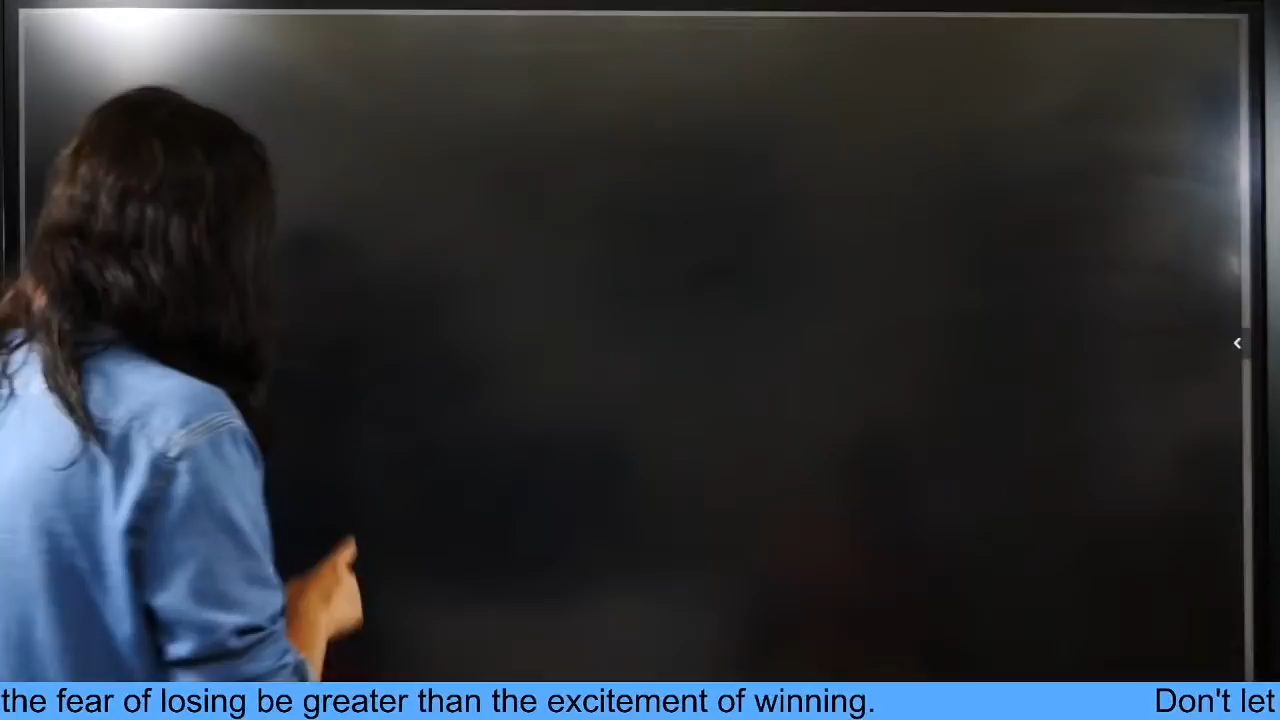 the fear of losing be greater than the excitement of winning. Don't let